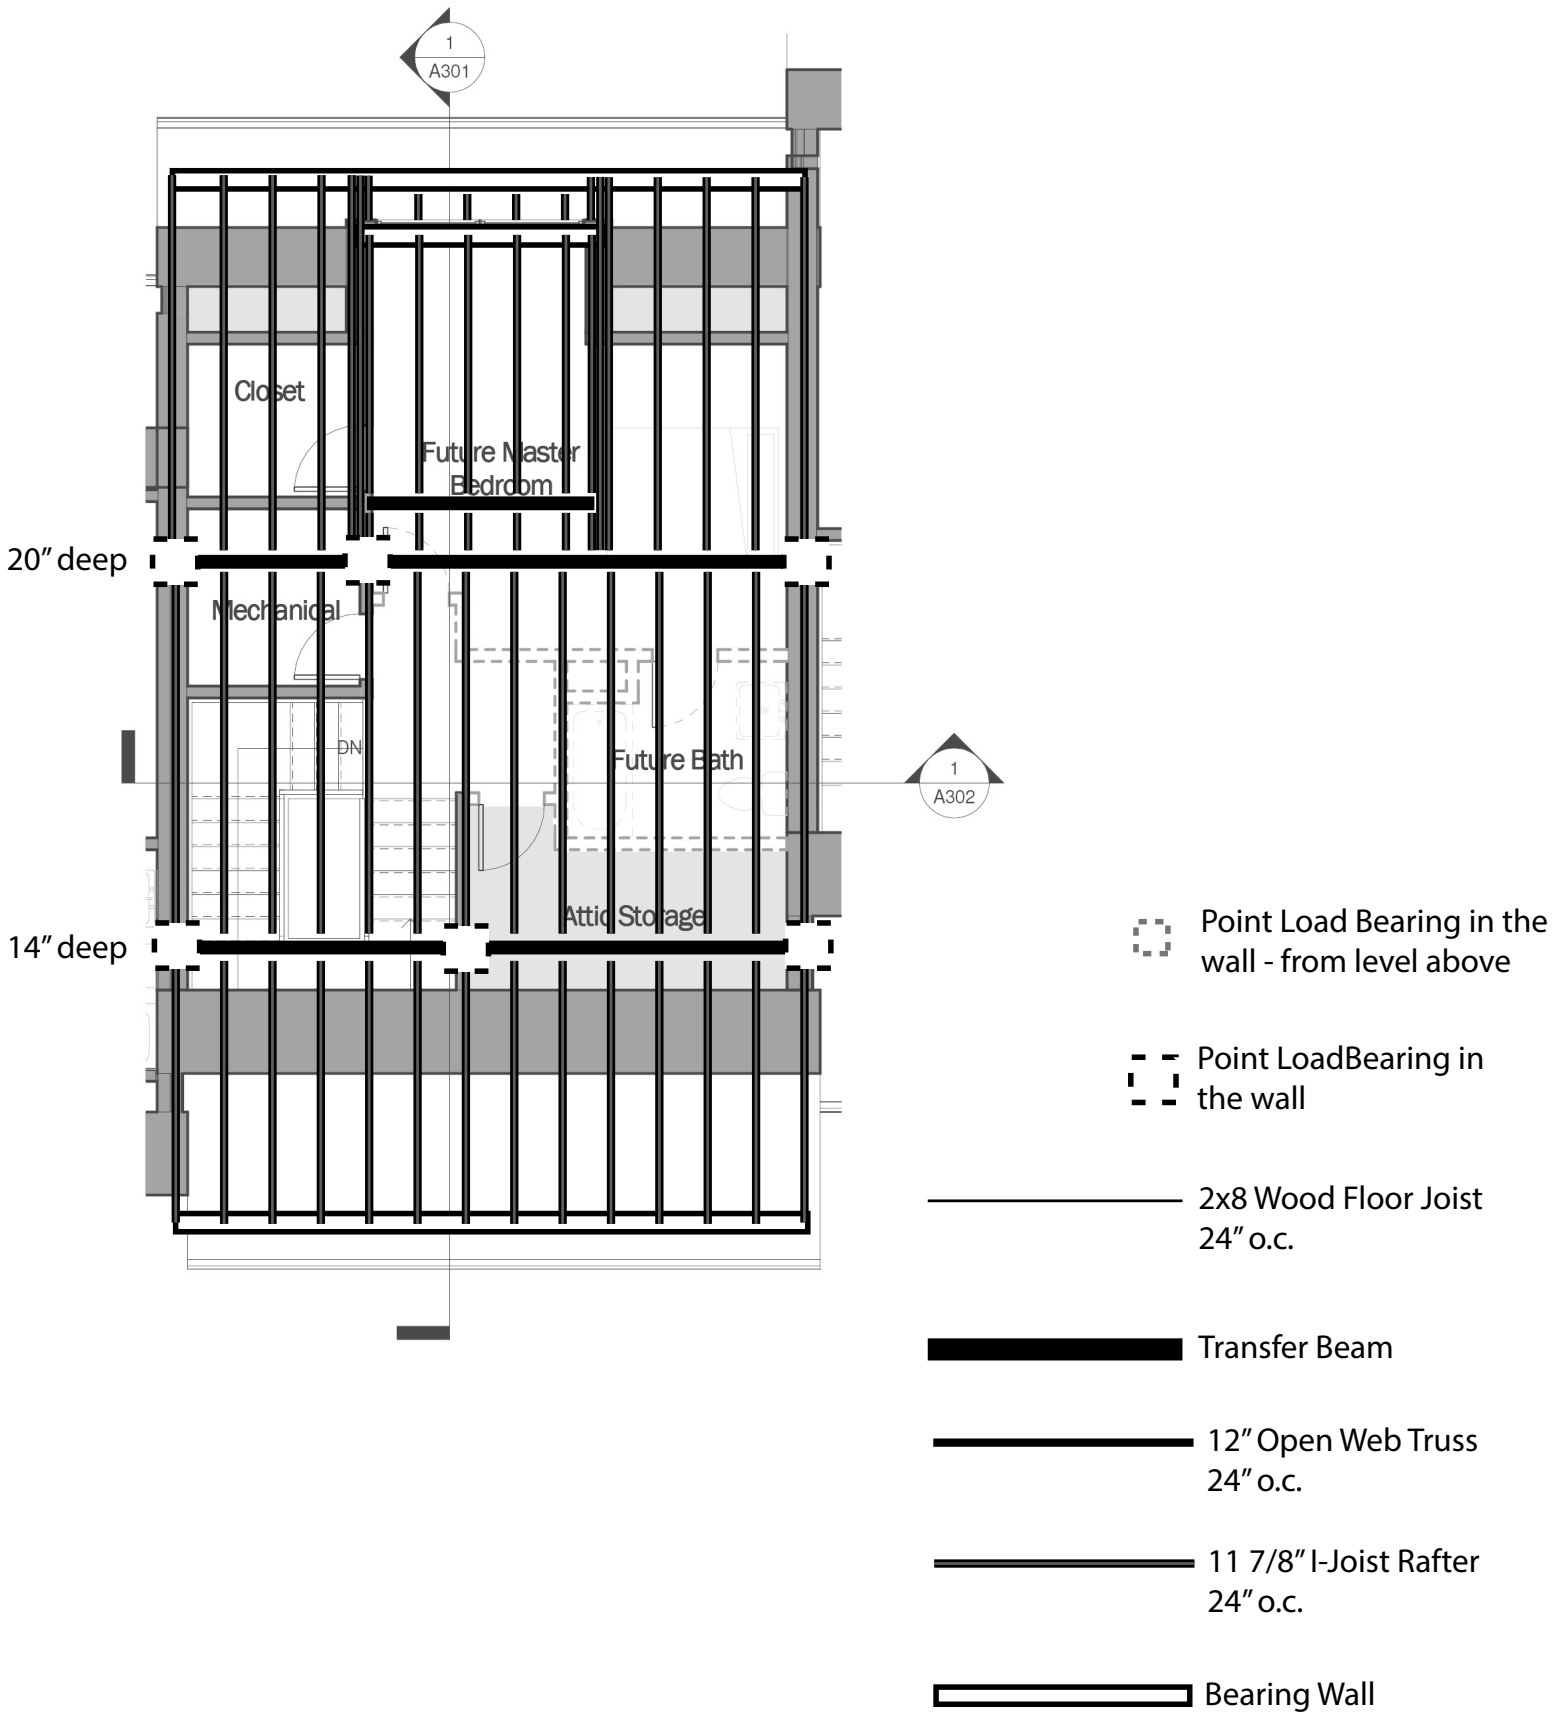 1
A301
Closet
Future Master
Bedroom
20” deep
Mechanical
DN
Future Bath
1
A302
Attic Storage
14” deep
Point Load Bearing in the
wall - from level above
Point LoadBearing in
the wall
2x8 Wood Floor Joist
24” o.c.
Transfer Beam
12” Open Web Truss
24” o.c.
11 7/8” I-Joist Rafter
24” o.c.
Bearing Wall